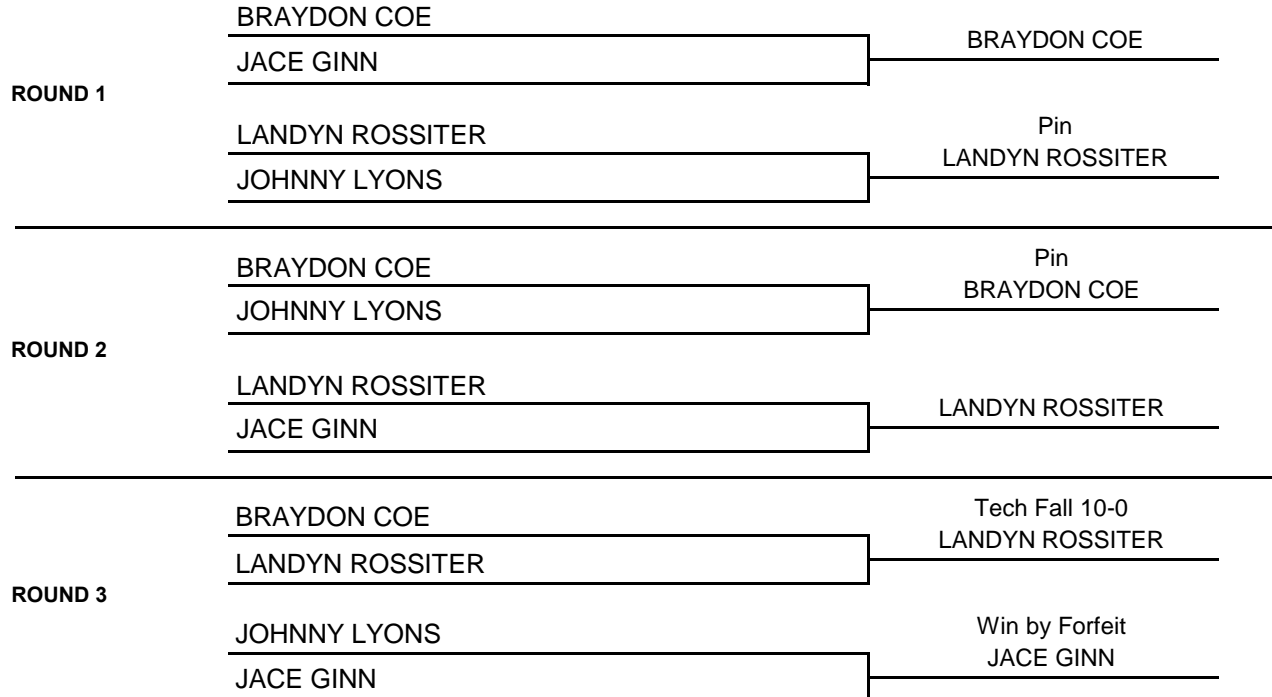 BRAYDON COE
BRAYDON COE
JACE GINN
ROUND 1
Pin
LANDYN ROSSITER
LANDYN ROSSITER
JOHNNY LYONS
Pin
BRAYDON COE
BRAYDON COE
JOHNNY LYONS
ROUND 2
LANDYN ROSSITER
LANDYN ROSSITER
JACE GINN
Tech Fall 10-0
BRAYDON COE
LANDYN ROSSITER
LANDYN ROSSITER
ROUND 3
Win by Forfeit
JOHNNY LYONS
JACE GINN
JACE GINN